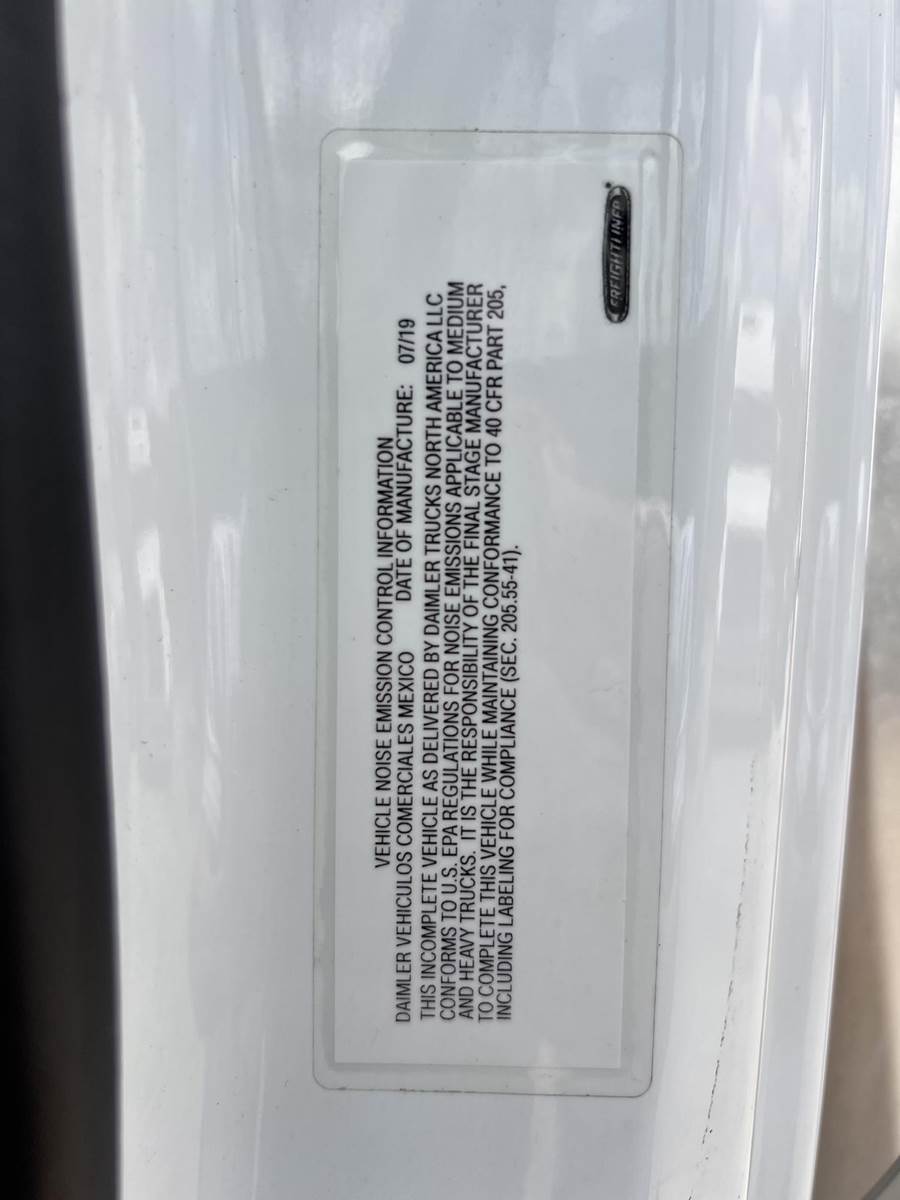 VEHICLE NOISE EMISSION CONTROL INFORMATION
DAIMLER VEHICULOS COMERCIALES MEXICO DATE OF MANUFACTURE: 07/19
THIS INCOMPLETE VEHICLE AS DELIVERED BY DAIMLER TRUCKS NORTH AMERICA LLC
CONFORMS TO U.S. EPA REGULATIONS FOR NOISE EMISSIONS APPLICABLE TO MEDIUM
AND HEAVY TRUCKS. IT IS THE RESPONSIBILITY OF THE FINAL STAGE MANUFACTURER
TO COMPLETE THIS VEHICLE WHILE MAINTAINING CONFORMANCE TO 40 CFR PART 205,
INCLUDING LABELING FOR COMPLIANCE (SEC. 205.55-41).
FREIGHTLINER